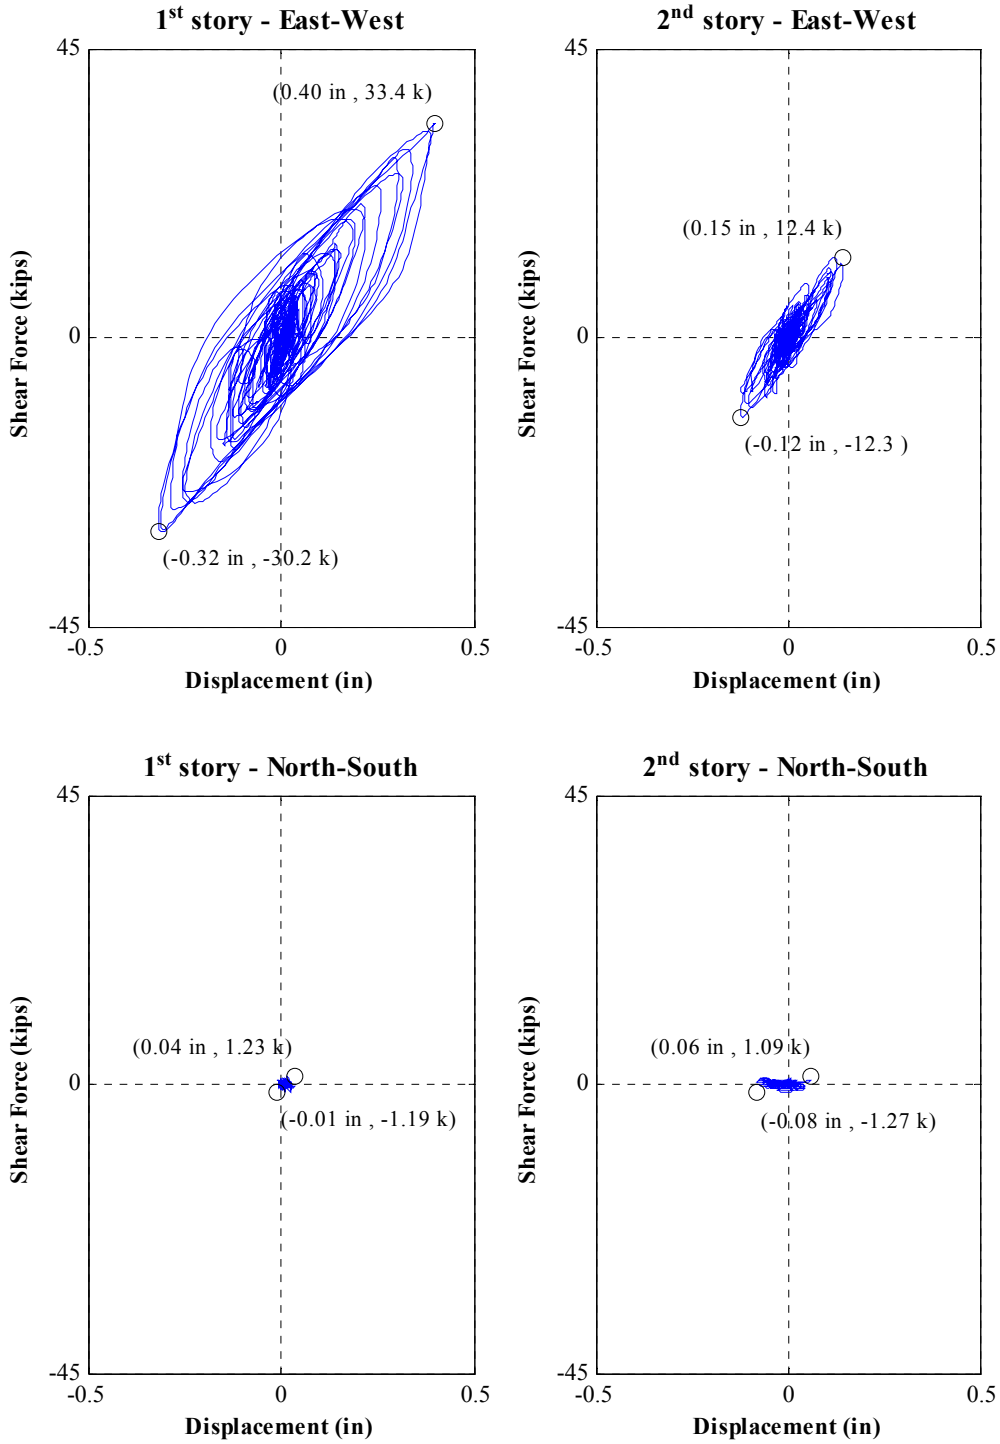 1st story - East-West
45
(0.40 in , 33.4 k)
0
Shear Force (kips)
(-0.32 in , -30.2 k)
-45
-0.5
0
0.5
Displacement (in)
2nd story - East-West
45
(0.15 in , 12.4 k)
0
Shear Force (kips)
(-0.12 in , -12.3 )
-45
-0.5
0
0.5
Displacement (in)
1st story - North-South
45
(0.04 in , 1.23 k)
0
Shear Force (kips)
(-0.01 in , -1.19 k)
-45
-0.5
0
0.5
Displacement (in)
2nd story - North-South
45
(0.06 in , 1.09 k)
0
Shear Force (kips)
(-0.08 in , -1.27 k)
-45
-0.5
0
0.5
Displacement (in)